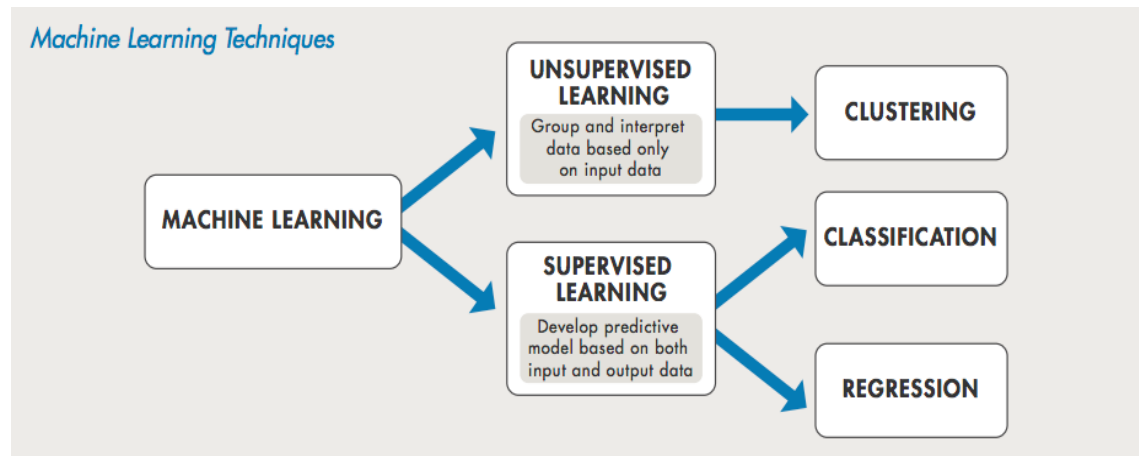 Machine Learning Techniques
MACHINE LEARNING
UNSUPERVISED
LEARNING
Group and interpret
data based only
on input data
CLUSTERING
SUPERVISED
LEARNING
Develop predictive
model based on both
input and output data
CLASSIFICATION
REGRESSION